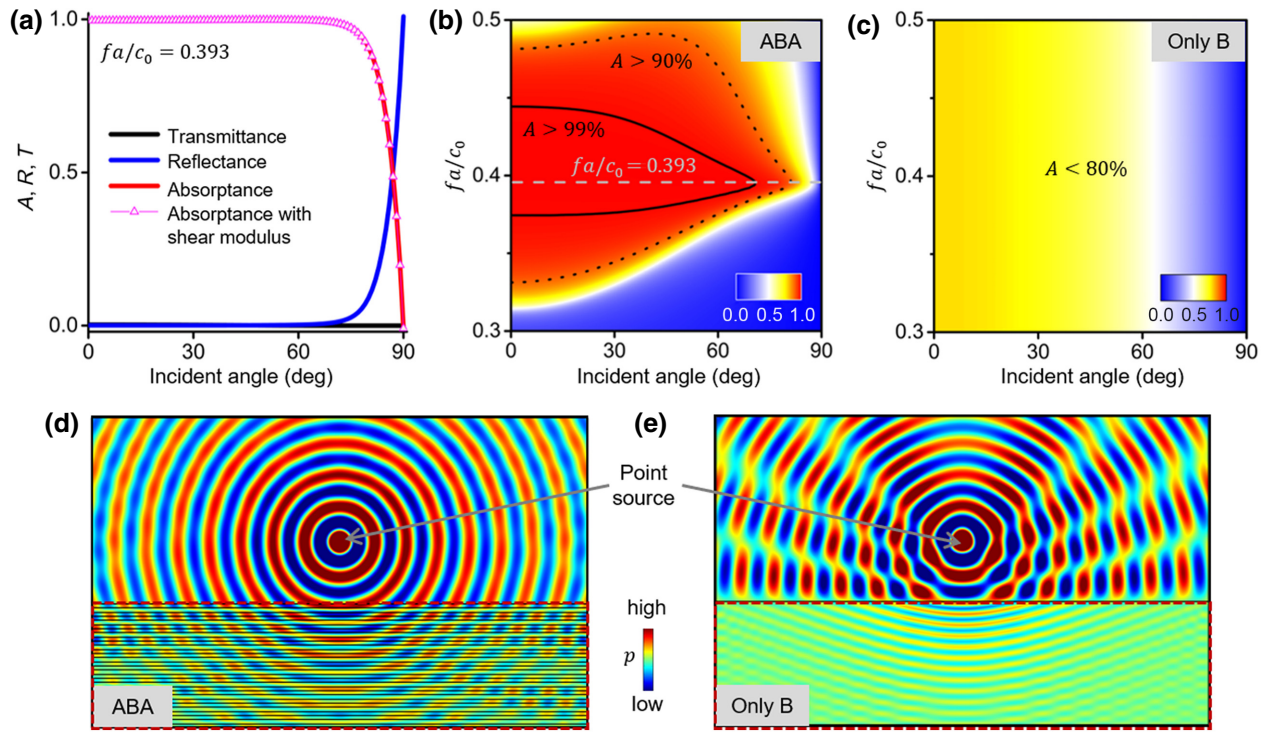 (a)
1.0
0.5
0.0
A, R, T
fa/c₀ = 0.393
Transmittance
Reflectance
Absorptance
Absorptance with
shear modulus
0
30
60
90
Incident angle (deg)
(b)
0.5
0.4
0.3
fa/c₀
ABA
A > 90%
A > 99%
fa/c₀ = 0.393
0.0 0.5 1.0
0
30
60
90
Incident angle (deg)
(c)
0.5
0.4
0.3
fa/c₀
Only B
A < 80%
0.0 0.5 1.0
0
30
60
90
Incident angle (deg)
(d)
ABA
Point
source
high
p
low
(e)
Only B